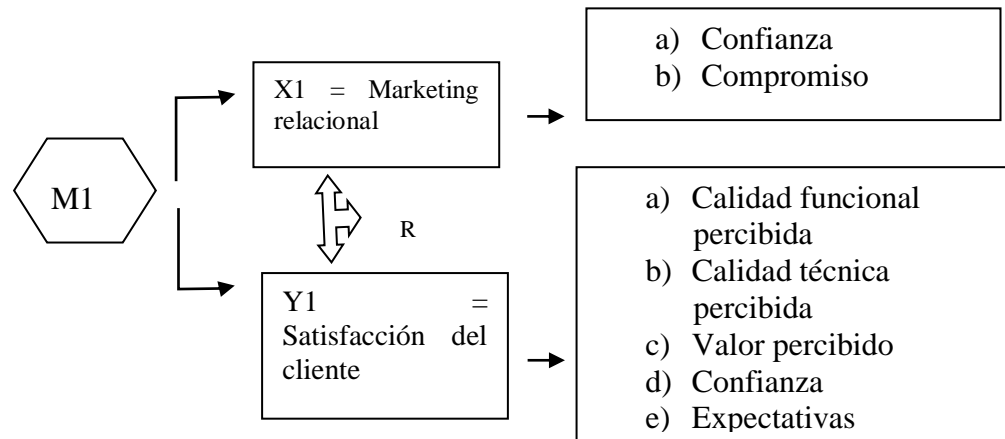 M1
X1 = Marketing
relacional
a) Confianza
b) Compromiso
R
Y1 =
Satisfacción del
cliente
a) Calidad funcional
percibida
b) Calidad técnica
percibida
c) Valor percibido
d) Confianza
e) Expectativas